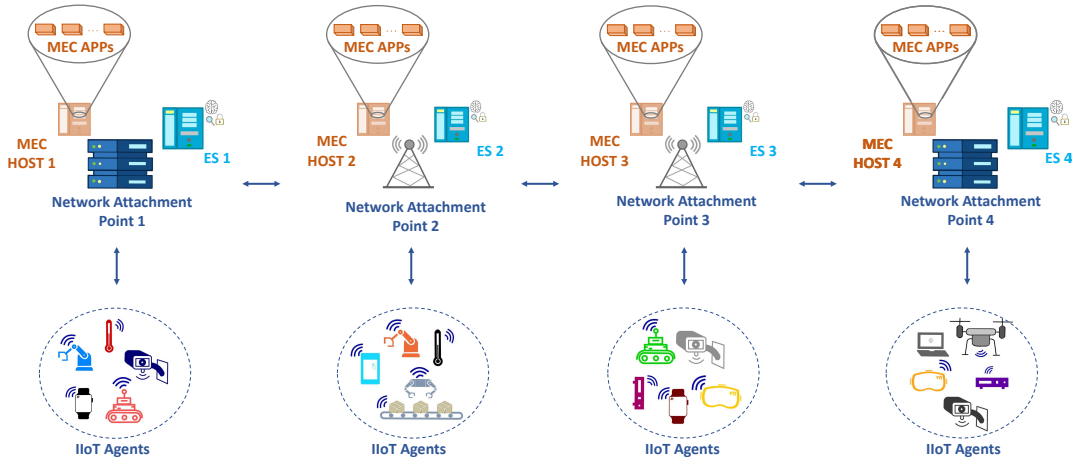 MEC APPs
MEC
HOST 1
ES 1
Network Attachment
Point 1
IIoT Agents
MEC APPs
MEC
HOST 2
ES 2
Network Attachment
Point 2
IIoT Agents
MEC APPs
MEC
HOST 3
ES 3
Network Attachment
Point 3
IIoT Agents
MEC APPs
MEC
HOST 4
ES 4
Network Attachment
Point 4
IIoT Agents